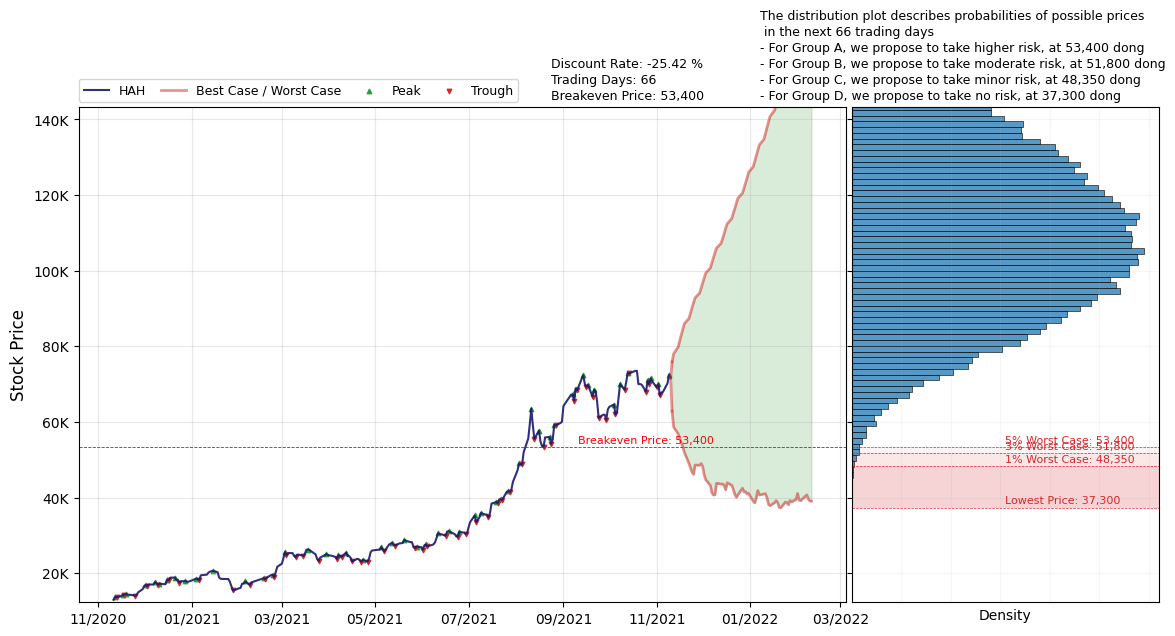 The distribution plot describes probabilities of possible prices
in the next 66 trading days
- For Group A, we propose to take higher risk, at 53,400 dong
- For Group B, we propose to take moderate risk, at 51,800 dong
- For Group C, we propose to take minor risk, at 48,350 dong
- For Group D, we propose to take no risk, at 37,300 dong
Discount Rate: -25.42 %
Trading Days: 66
Breakeven Price: 53,400
HAH
Best Case / Worst Case
Peak
Trough
Stock Price
140K
120K
100K
80K
60K
40K
20K
Breakeven Price: 53,400
5% Worst Case: 53,400
3% Worst Case: 51,800
1% Worst Case: 48,350
Lowest Price: 37,300
11/2020
01/2021
03/2021
05/2021
07/2021
09/2021
11/2021
01/2022
03/2022
Density